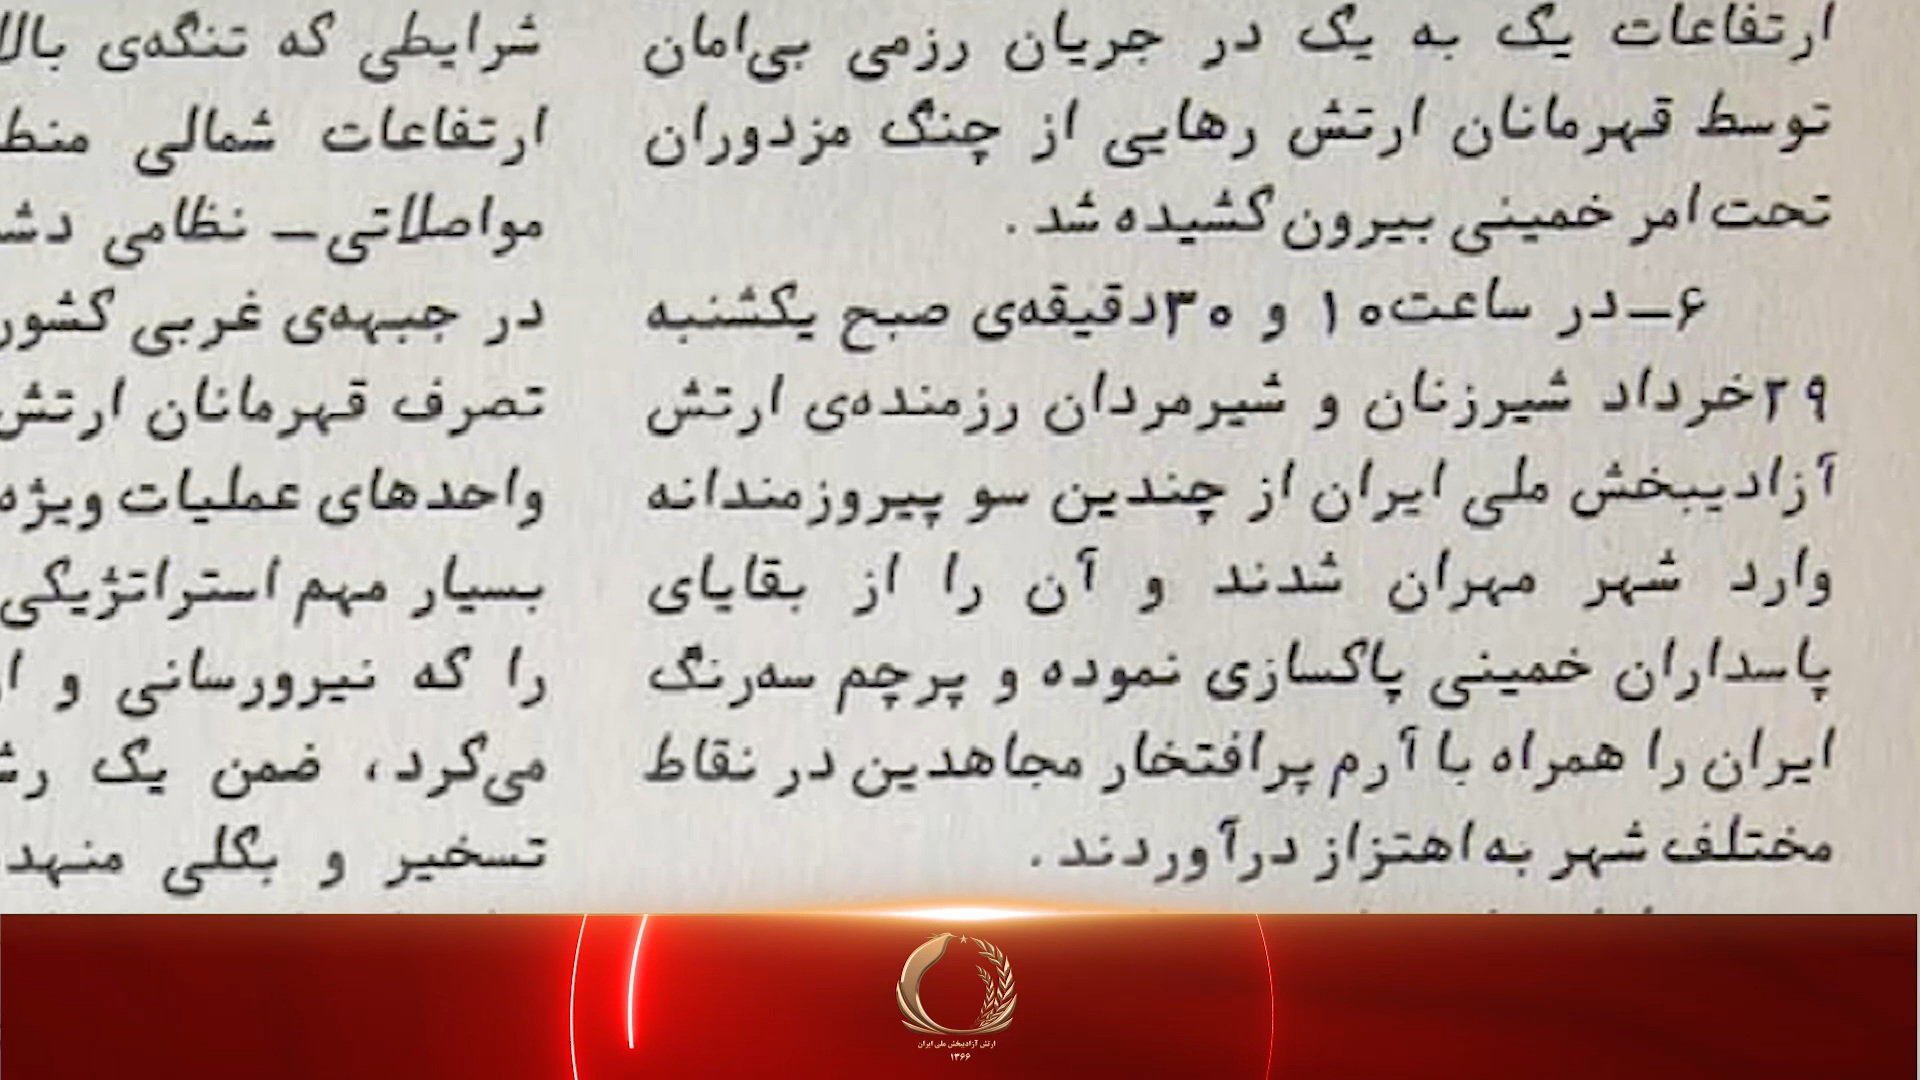 ارتفاعات یک به یک در جریان رزمی بی‌امان
توسط قهرمانان ارتش رهایی از چنگ مزدوران
تحت امر خمینی بیرون کشیده شد.
۶ـ در ساعت ۱۰ و ۳۰ دقیقه‌ی صبح یکشنبه
۲۹ خرداد شیرزنان و شیرمردان رزمنده‌ی ارتش
آزادیبخش ملی ایران از چندین سو پیروزمندانه
وارد شهر مهران شدند و آن را از بقایای
پاسداران خمینی پاکسازی نموده و پرچم سه‌رنگ
ایران را همراه با آرم پرافتخار مجاهدین در نقاط
مختلف شهر به اهتزاز درآوردند.
شرایطی که تنگه‌ی بالا
ارتفاعات شمالی
مواصلاتی‌ـ نظامی
در جبهه‌ی غربی کشور
تصرف قهرمانان ارتش
واحدهای عملیات ویژه
بسیار مهم استراتژیکی
را که نیرورسانی و
می‌کرد، ضمن یک
تسخیر و بکلی
ارتش آزادیبخش ملی ایران
۱۳۶۶